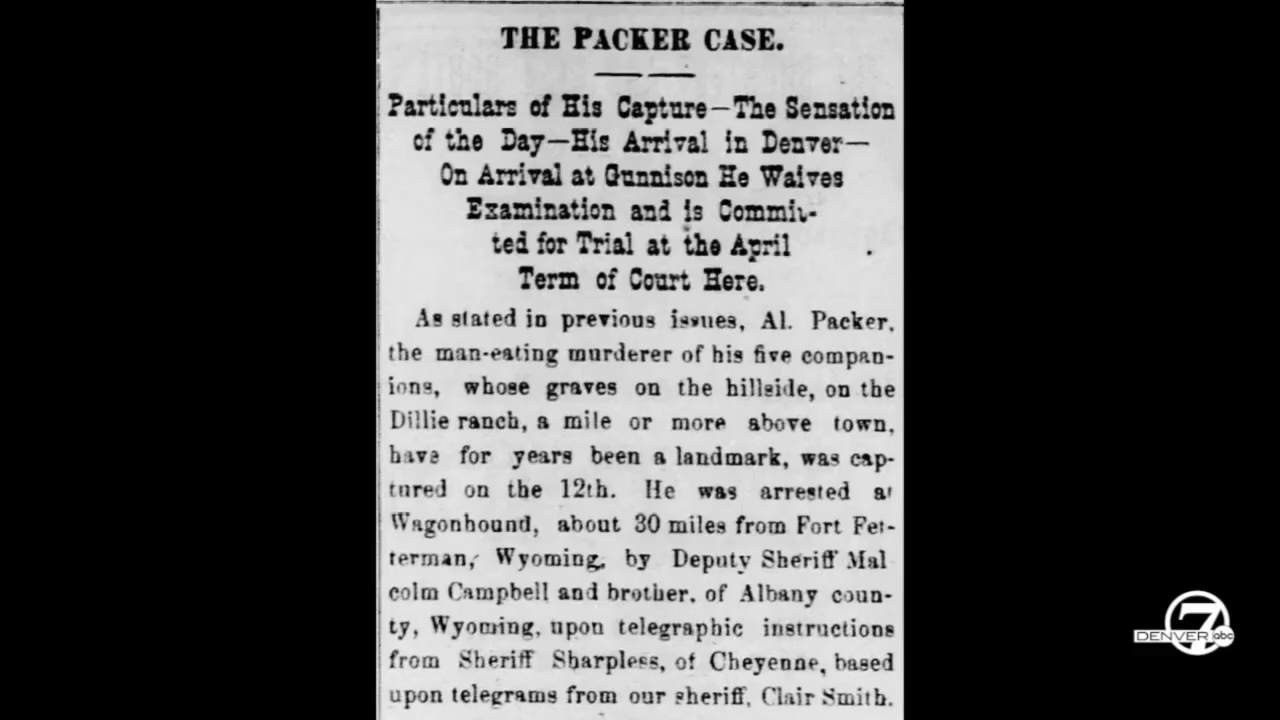 THE PACKER CASE.
Particulars of His Capture—The Sensation
of the Day—His Arrival in Denver—
On Arrival at Gunnison He Waives
Examination and is Commit-
ted for Trial at the April
Term of Court Here.
As stated in previous issues, Al. Packer,
the man-eating murderer of his five compan-
ions, whose graves on the hillside, on the
Dillie ranch, a mile or more above town,
have for years been a landmark, was cap-
tured on the 12th. He was arrested at
Wagonhound, about 30 miles from Fort Fet-
terman, Wyoming, by Deputy Sheriff Mal
colm Campbell and brother, of Albany coun-
ty, Wyoming, upon telegraphic instructions
from Sheriff Sharpless, of Cheyenne, based
upon telegrams from our sheriff, Clair Smith.
DENVER 7 abc